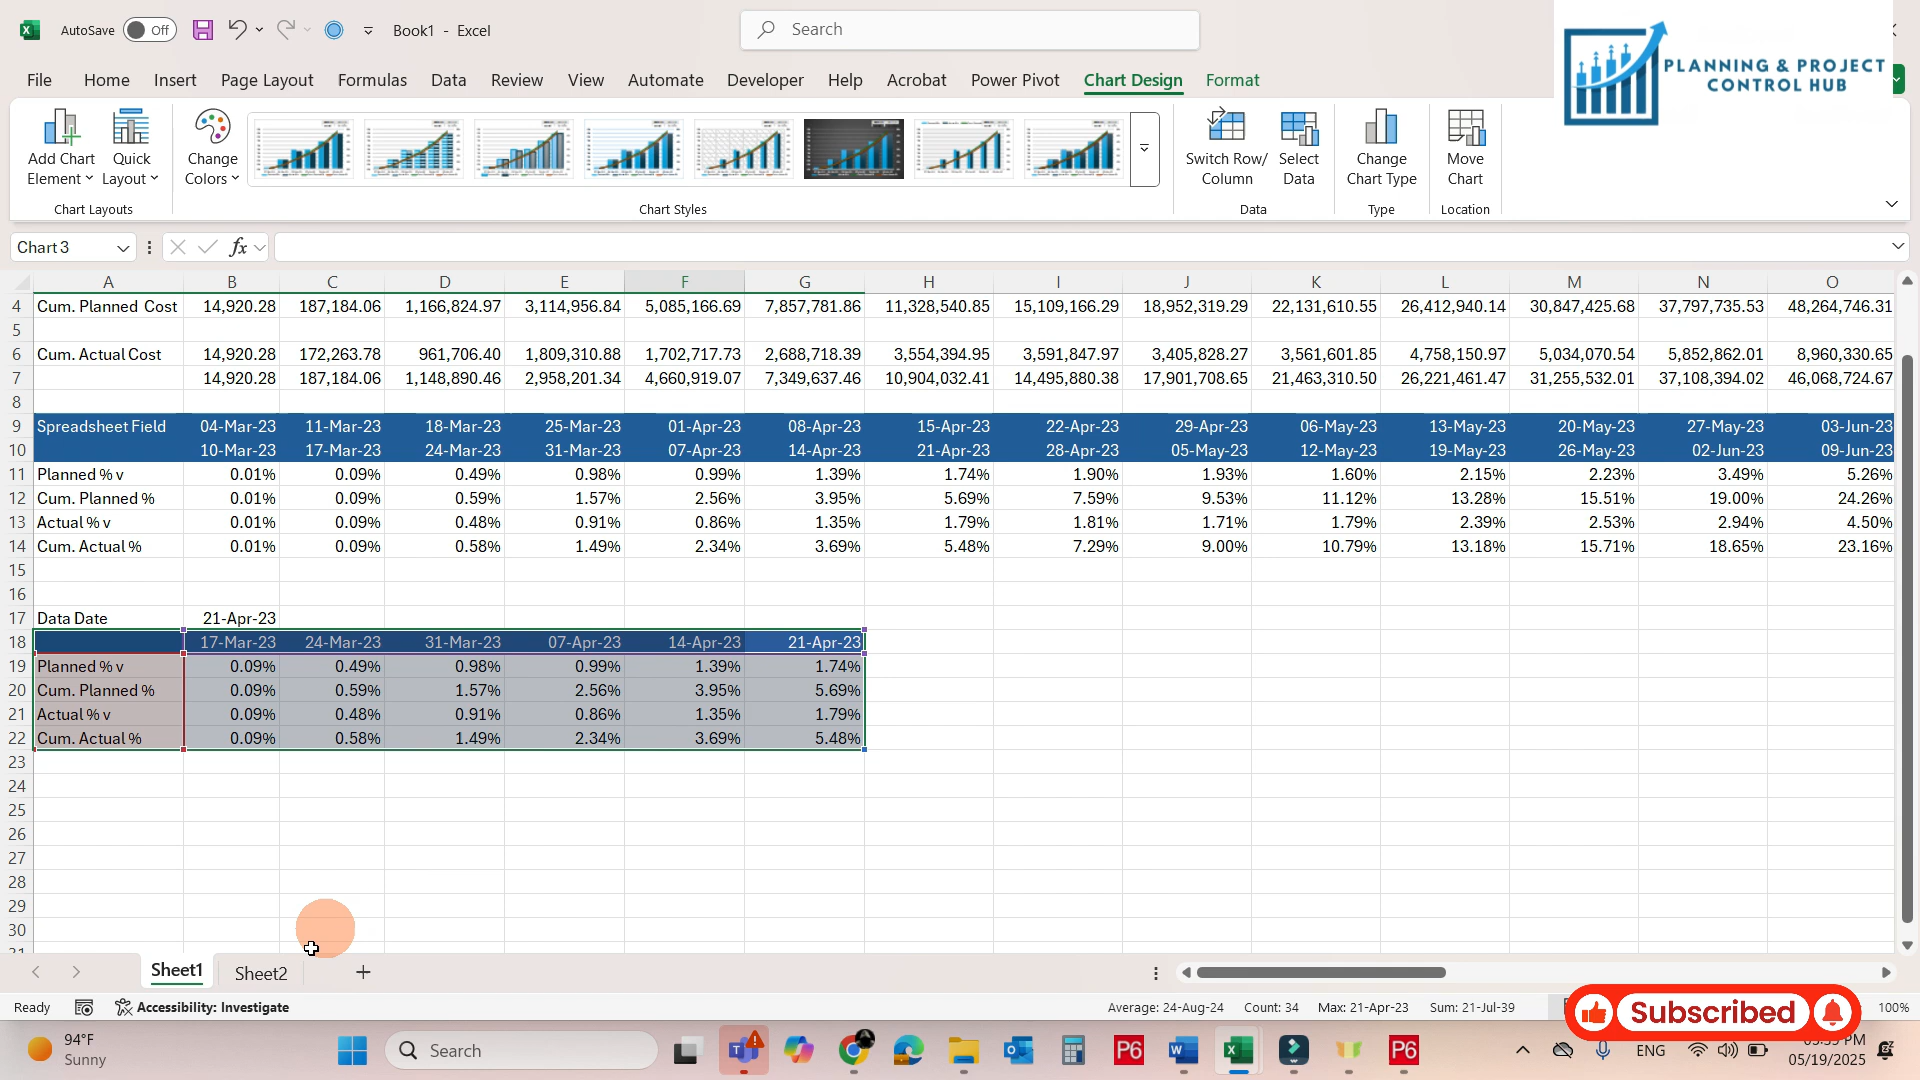 AutoSave Off Book1 - Excel Search
PLANNING & PROJECT
CONTROL HUB
File Home Insert Page Layout Formulas Data Review View Automate Developer Help Acrobat Power Pivot Chart Design Format
Add Chart Element Quick Layout Change Colors Switch Row/ Column Select Data Change Chart Type Move Chart
Chart Layouts Chart Styles Data Type Location
Chart 3 fx
A B C D E F G H I J K L M N O
4 Cum. Planned Cost 14,920.28 187,184.06 1,166,824.97 3,114,956.84 5,085,166.69 7,857,781.86 11,328,540.85 15,109,166.29 18,952,319.29 22,131,610.55 26,412,940.14 30,847,425.68 37,797,735.53 48,264,746.31
5
6 Cum. Actual Cost 14,920.28 172,263.78 961,706.40 1,809,310.88 1,702,717.73 2,688,718.39 3,554,394.95 3,591,847.97 3,405,828.27 3,561,601.85 4,758,150.97 5,034,070.54 5,852,862.01 8,960,330.65
7 14,920.28 187,184.06 1,148,890.46 2,958,201.34 4,660,919.07 7,349,637.46 10,904,032.41 14,495,880.38 17,901,708.65 21,463,310.50 26,221,461.47 31,255,532.01 37,108,394.02 46,068,724.67
8
9 Spreadsheet Field 04-Mar-23 11-Mar-23 18-Mar-23 25-Mar-23 01-Apr-23 08-Apr-23 15-Apr-23 22-Apr-23 29-Apr-23 06-May-23 13-May-23 20-May-23 27-May-23 03-Jun-23
10 10-Mar-23 17-Mar-23 24-Mar-23 31-Mar-23 07-Apr-23 14-Apr-23 21-Apr-23 28-Apr-23 05-May-23 12-May-23 19-May-23 26-May-23 02-Jun-23 09-Jun-23
11 Planned % v 0.01% 0.09% 0.49% 0.98% 0.99% 1.39% 1.74% 1.90% 1.93% 1.60% 2.15% 2.23% 3.49% 5.26%
12 Cum. Planned % 0.01% 0.09% 0.59% 1.57% 2.56% 3.95% 5.69% 7.59% 9.53% 11.12% 13.28% 15.51% 19.00% 24.26%
13 Actual % v 0.01% 0.09% 0.48% 0.91% 0.86% 1.35% 1.79% 1.81% 1.71% 1.79% 2.39% 2.53% 2.94% 4.50%
14 Cum. Actual % 0.01% 0.09% 0.58% 1.49% 2.34% 3.69% 5.48% 7.29% 9.00% 10.79% 13.18% 15.71% 18.65% 23.16%
15
16
17 Data Date 21-Apr-23
18 17-Mar-23 24-Mar-23 31-Mar-23 07-Apr-23 14-Apr-23 21-Apr-23
19 Planned % v 0.09% 0.49% 0.98% 0.99% 1.39% 1.74%
20 Cum. Planned % 0.09% 0.59% 1.57% 2.56% 3.95% 5.69%
21 Actual % v 0.09% 0.48% 0.91% 0.86% 1.35% 1.79%
22 Cum. Actual % 0.09% 0.58% 1.49% 2.34% 3.69% 5.48%
23
24
25
26
27
28
29
30
Sheet1 Sheet2
Ready Accessibility: Investigate Average: 24-Aug-24 Count: 34 Max: 21-Apr-23 Sum: 21-Jul-39 100%
Subscribed
94°F
Sunny
Search P6 P6 ENG
05/19/2025